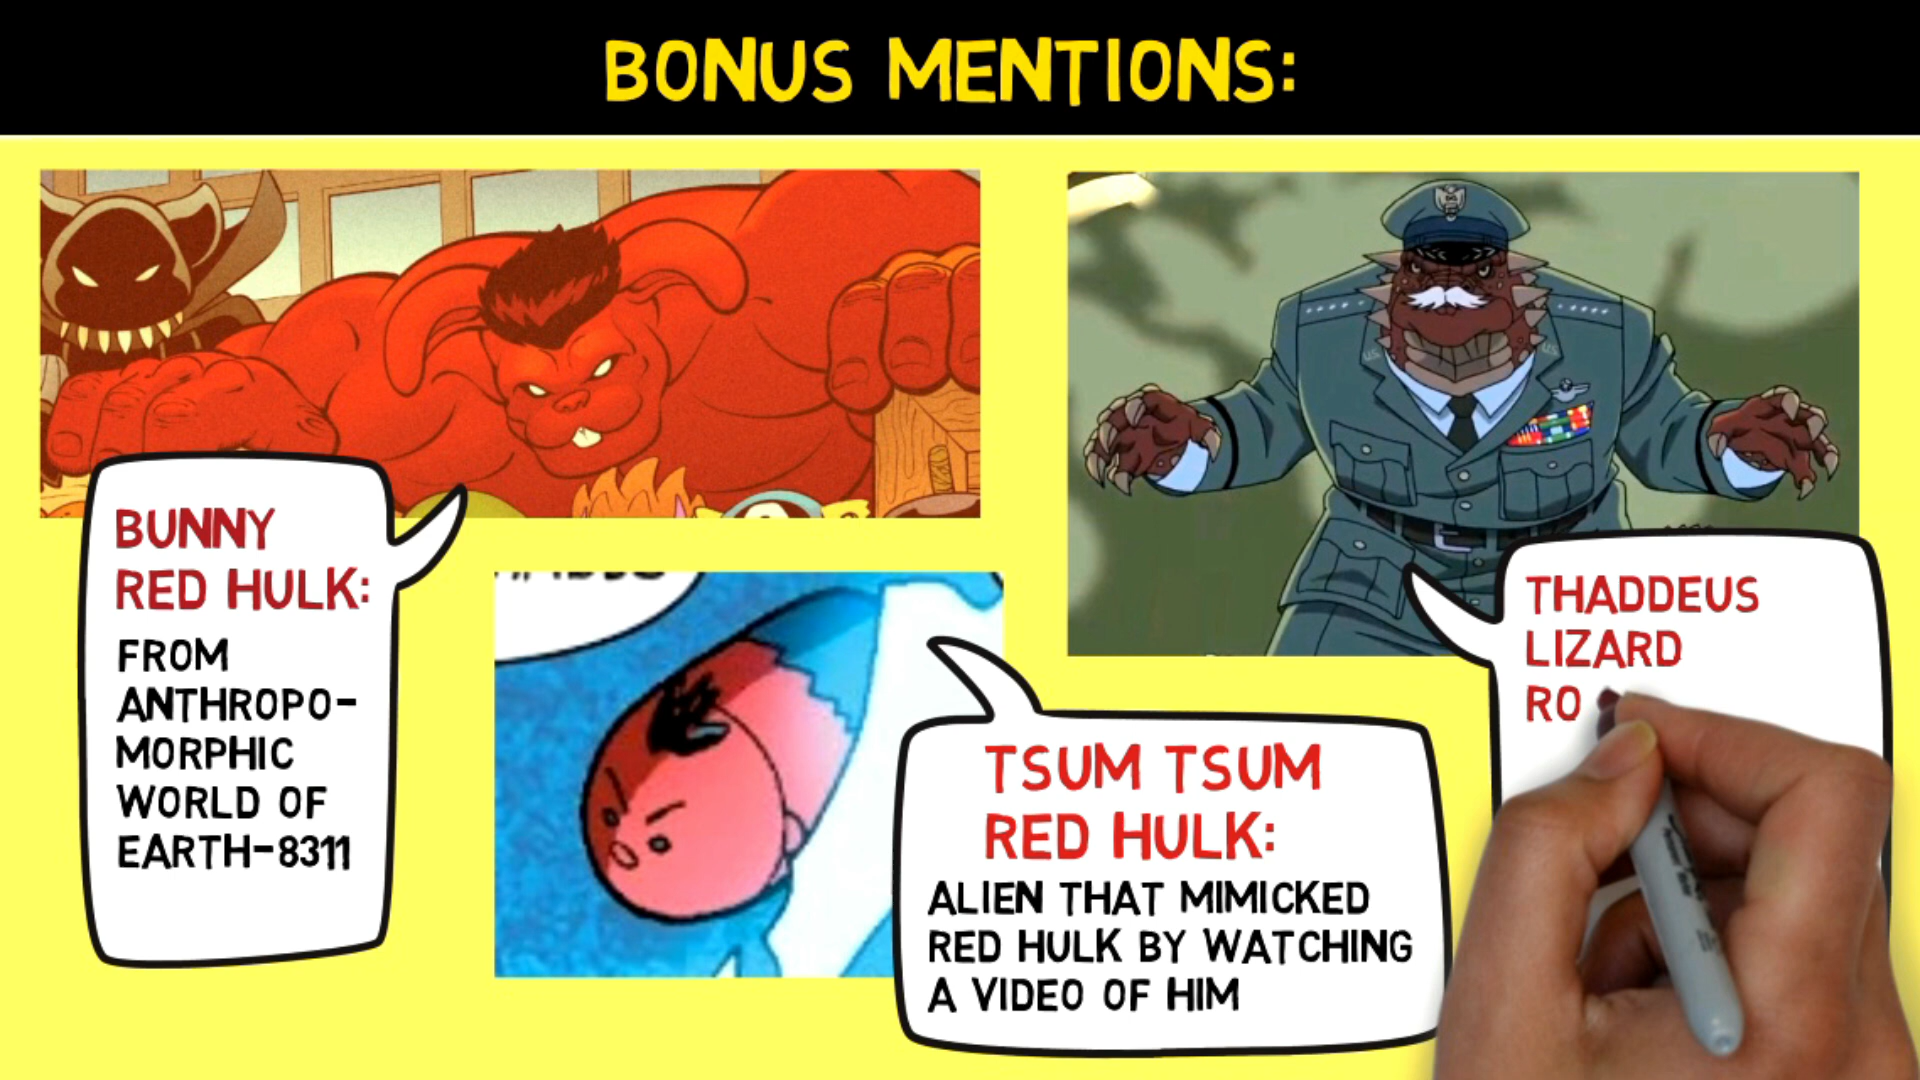 BONUS MENTIONS:
BUNNY
RED HULK:
FROM
ANTHROPO-
MORPHIC
WORLD OF
EARTH-8311
TSUM TSUM
RED HULK:
ALIEN THAT MIMICKED
RED HULK BY WATCHING
A VIDEO OF HIM
THADDEUS
LIZARD
RO